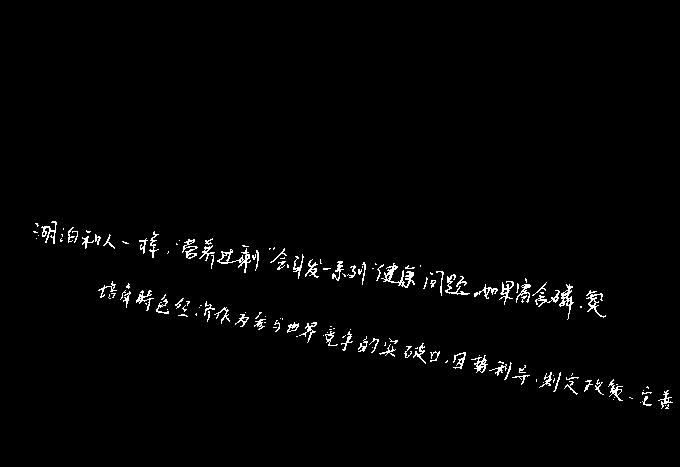 湖泊和人一样，“营养过剩”会引发一系列“健康”问题。如果富含磷、氮
培育特色经济作为参与世界竞争的突破口，因势利导，制定政策、完善